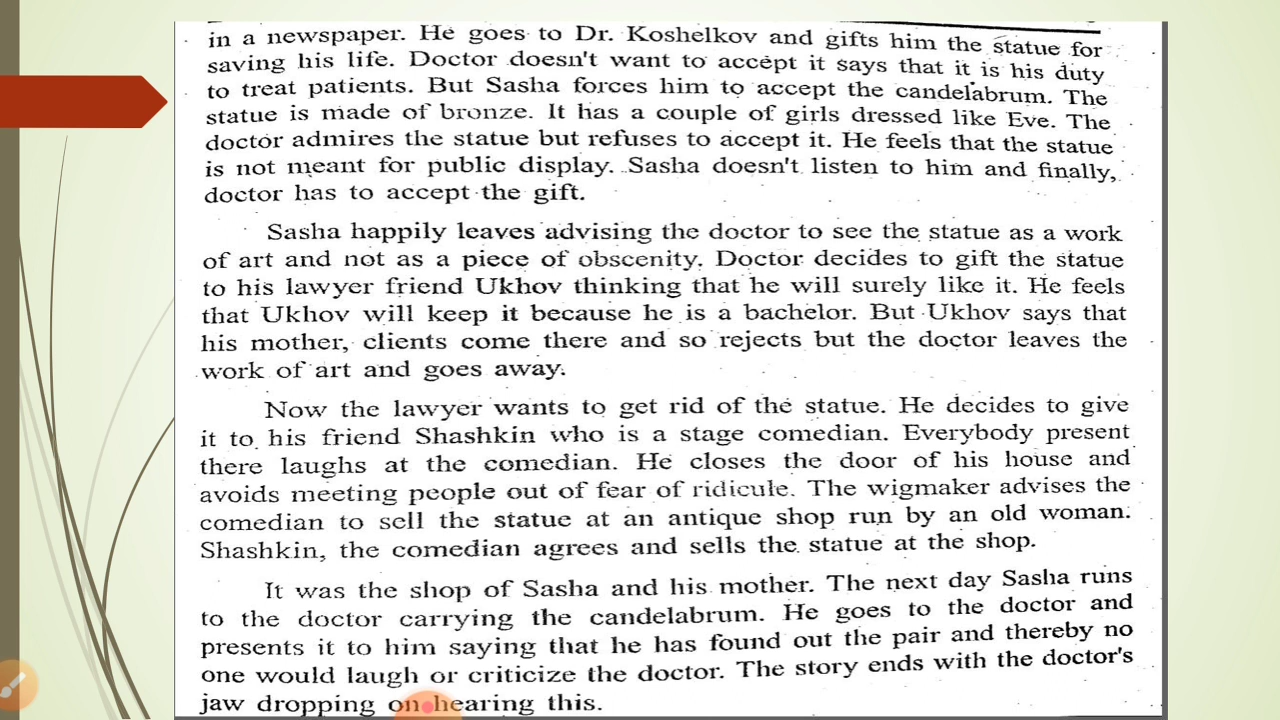 in a newspaper. He goes to Dr. Koshelkov and gifts him the statue for
saving his life. Doctor doesn't want to accept it says that it is his duty
to treat patients. But Sasha forces him to accept the candelabrum. The
statue is made of bronze. It has a couple of girls dressed like Eve. The
doctor admires the statue but refuses to accept it. He feels that the statue
is not meant for public display. Sasha doesn't listen to him and finally,
doctor has to accept the gift.
Sasha happily leaves advising the doctor to see the statue as a work
of art and not as a piece of obscenity. Doctor decides to gift the statue
to his lawyer friend Ukhov thinking that he will surely like it. He feels
that Ukhov will keep it because he is a bachelor. But Ukhov says that
his mother, clients come there and so rejects but the doctor leaves the
work of art and goes away.
Now the lawyer wants to get rid of the statue. He decides to give
it to his friend Shashkin who is a stage comedian. Everybody present
there laughs at the comedian. He closes the door of his house and
avoids meeting people out of fear of ridicule. The wigmaker advises the
comedian to sell the statue at an antique shop run by an old woman.
Shashkin, the comedian agrees and sells the statue at the shop.
It was the shop of Sasha and his mother. The next day Sasha runs
to the doctor carrying the candelabrum. He goes to the doctor and
presents it to him saying that he has found out the pair and thereby no
one would laugh or criticize the doctor. The story ends with the doctor's
jaw dropping on hearing this.